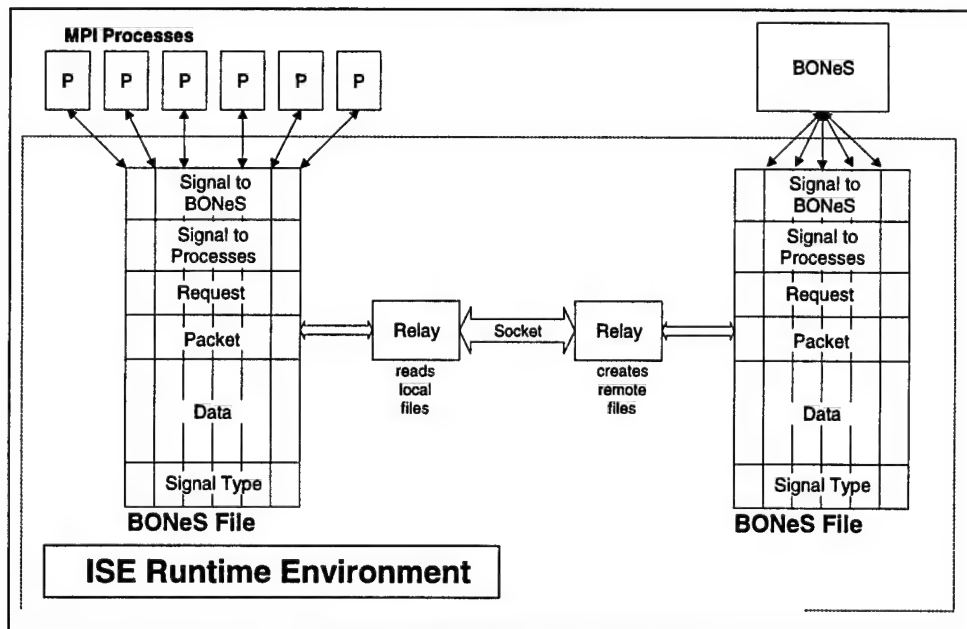 MPI Processes
P P P P P P
BONeS
Signal to
BONeS
Signal to
Processes
Request
Packet
Data
Signal Type
BONeS File
Relay
reads
local
files
Socket
Relay
creates
remote
files
Signal to
BONeS
Signal to
Processes
Request
Packet
Data
Signal Type
BONeS File
ISE Runtime Environment